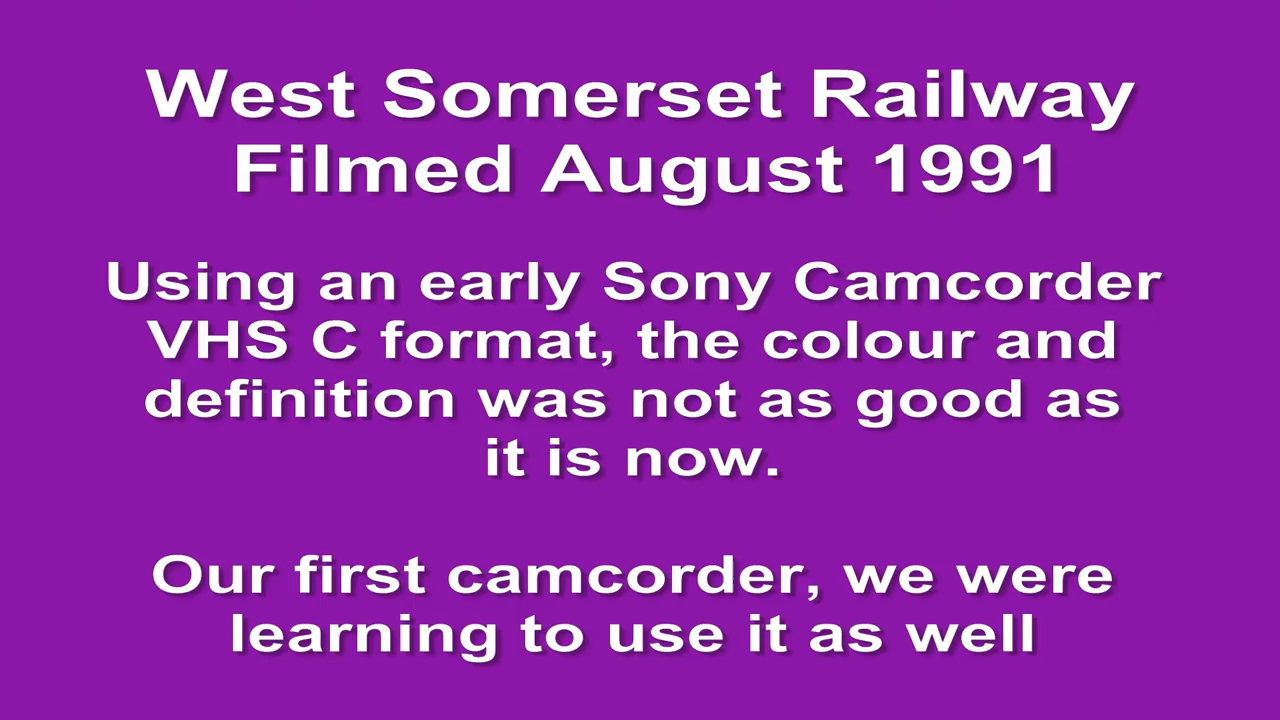 West Somerset Railway
Filmed August 1991
Using an early Sony Camcorder
VHS C format, the colour and
definition was not as good as
it is now.
Our first camcorder, we were
learning to use it as well